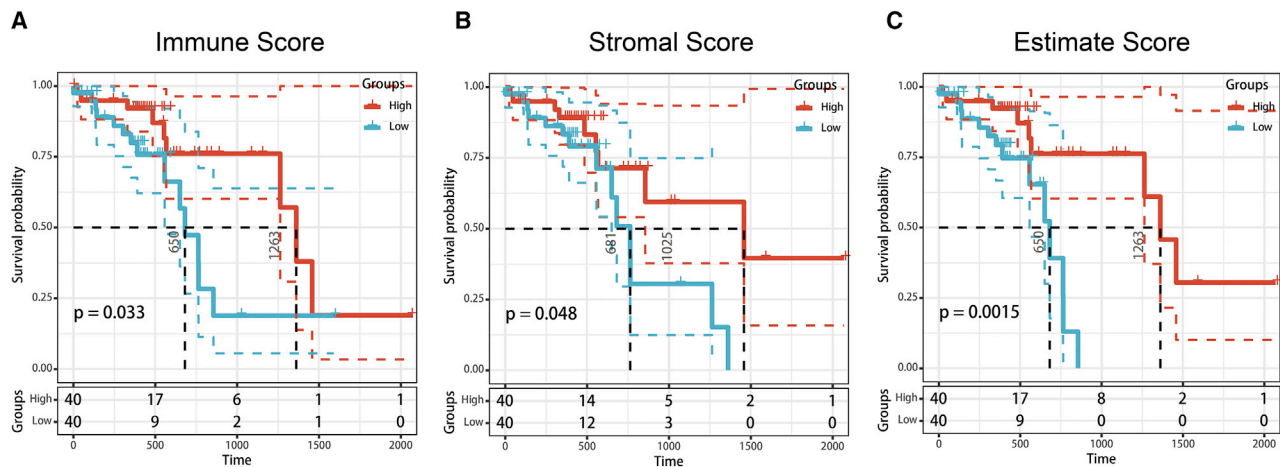 A
Immune Score
Groups
High
Low
1.00
0.75
0.50
0.25
0.00
Survival probability
650
1263
p = 0.033
Groups
High 40 17 6 1 1
Low 40 9 2 1 0
0 500 1000 1500 2000
Time
B
Stromal Score
Groups
High
Low
1.00
0.75
0.50
0.25
0.00
Survival probability
681
1025
p = 0.048
Groups
High 40 14 5 2 1
Low 40 12 3 0 0
0 500 1000 1500 2000
Time
C
Estimate Score
Groups
High
Low
1.00
0.75
0.50
0.25
0.00
Survival probability
650
1263
p = 0.0015
Groups
High 40 17 8 2 1
Low 40 9 0 0 0
0 500 1000 1500 2000
Time